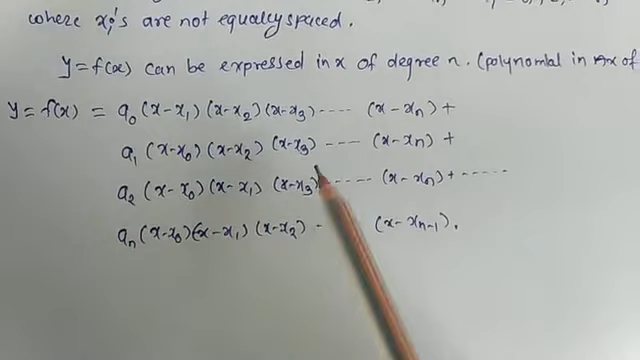 where xᵢ's are not equally spaced.
y=f(x) can be expressed in x of degree n. (polynomial in x of
y=f(x) = a₀(x-x₁)(x-x₂)(x-x₃)----(x-xₙ)+
a₁(x-x₀)(x-x₂)(x-x₃)----(x-xₙ)+
a₂(x-x₀)(x-x₁)(x-x₃)-----(x-xₙ)+-----
aₙ(x-x₀)(x-x₁)(x-x₂)-(x-xₙ₋₁).